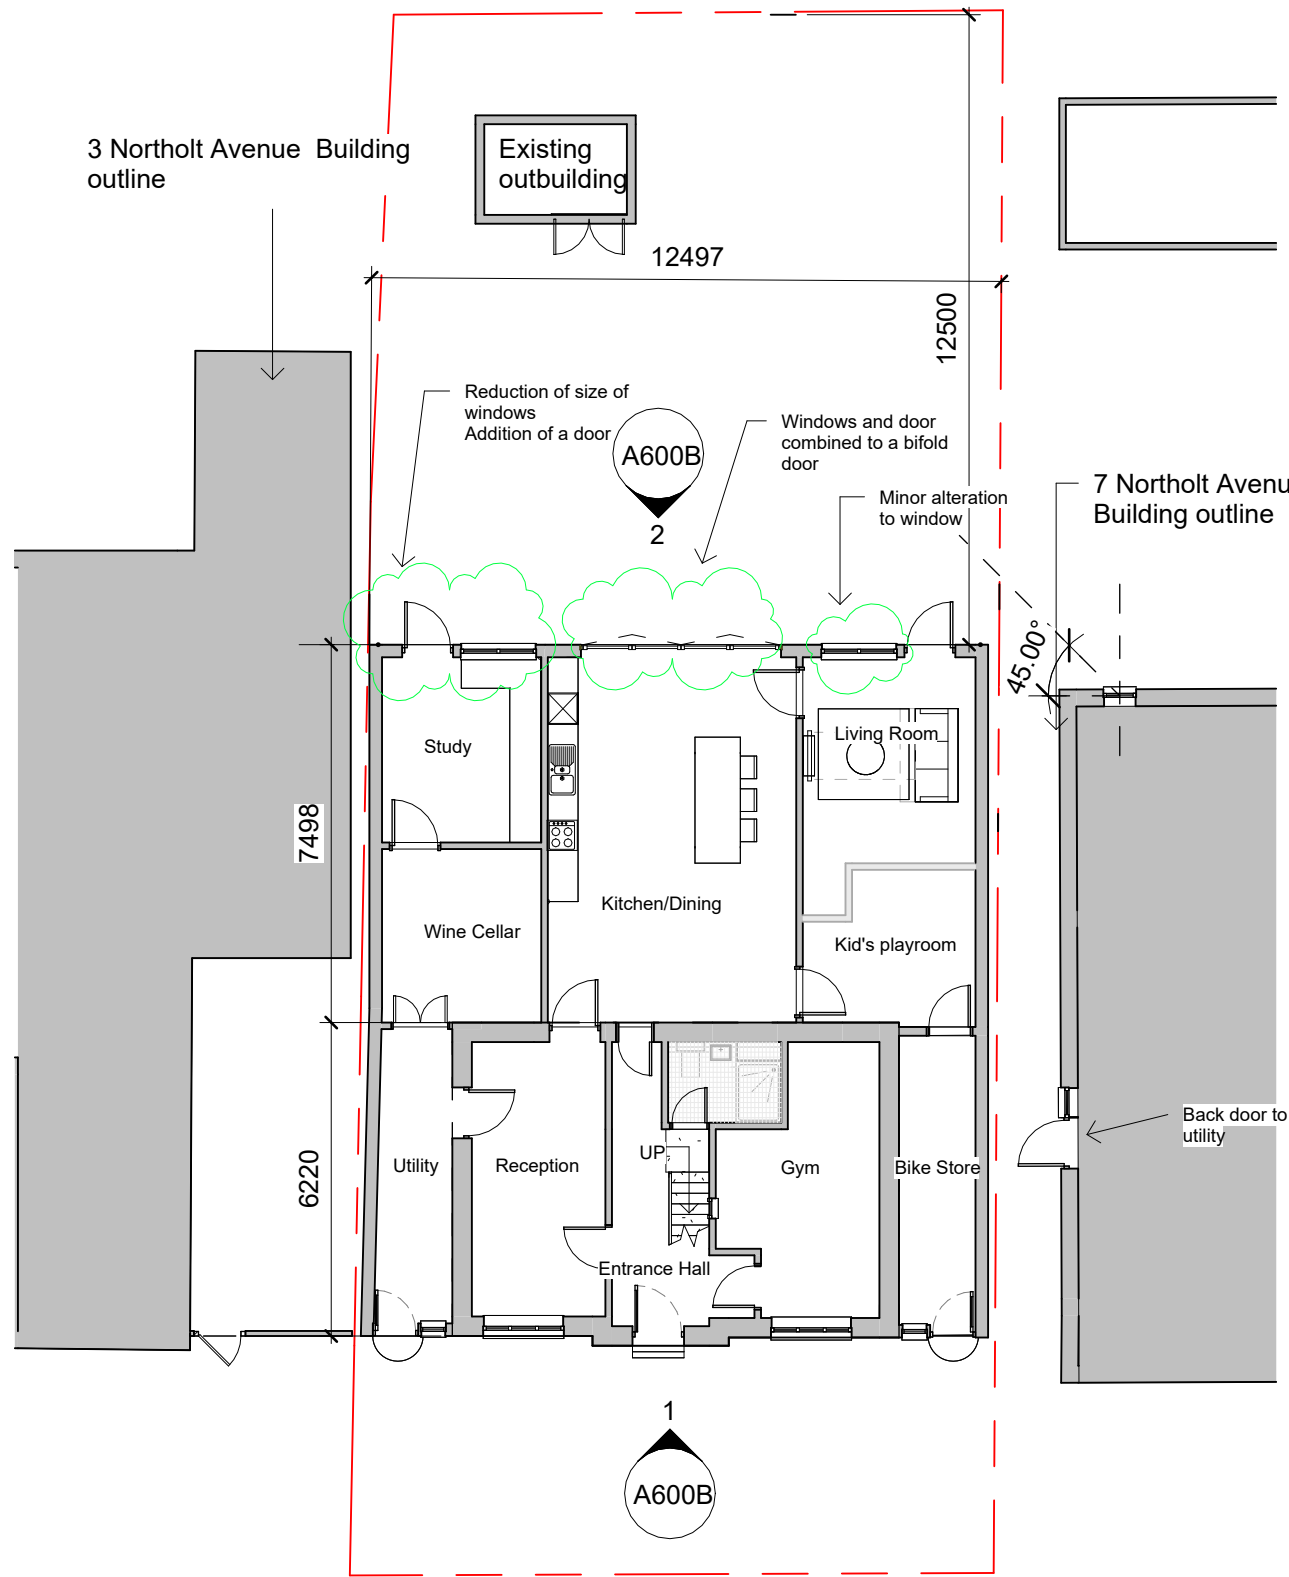 3 Northolt Avenue Building
outline
Existing
outbuilding
12497
12500
Reduction of size of
windows
Addition of a door
A600B
2
Windows and door
combined to a bifold
door
Minor alteration
to window
7 Northolt Avenu
Building outline
45.00°
Study
Living Room
7498
Kitchen/Dining
Wine Cellar
Kid's playroom
Back door to
utility
UP
Utility
Reception
Gym
Bike Store
6220
Entrance Hall
1
A600B